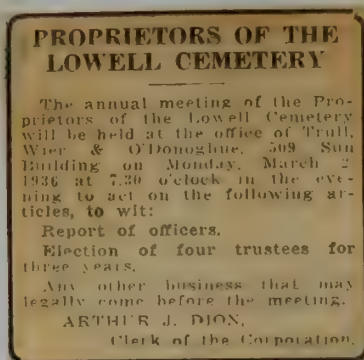 PROPRIETORS OF THE
LOWELL CEMETERY
The annual meeting of the Pro-
prietors of the Lowell Cemetery
will be held at the office of Trull,
Wier & O'Donoghue, 509 Sun
Building on Monday, March 2
1936 at 7.30 o'clock in the eve-
ning to act on the following ar-
ticles, to wit:
Report of officers.
Election of four trustees for
three years.
Any other business that may
legally come before the meeting.
ARTHUR J. DION,
Clerk of the Corporation.